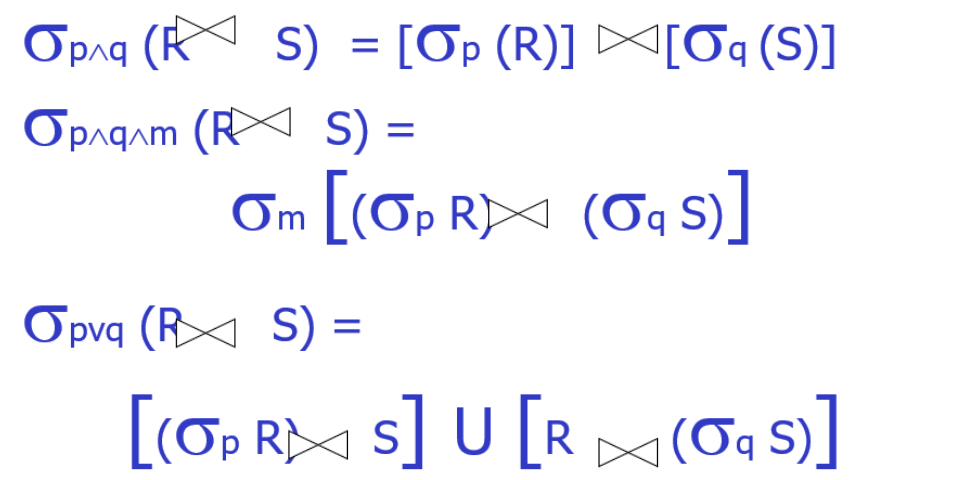 σp∧q (R ⋈ S) = [σp (R)] ⋈ [σq (S)]
σp∧q∧m (R ⋈ S) =
σm [(σp R) ⋈ (σq S)]
σpvq (R ⋈ S) =
[(σp R) ⋈ S] U [R ⋈ (σq S)]